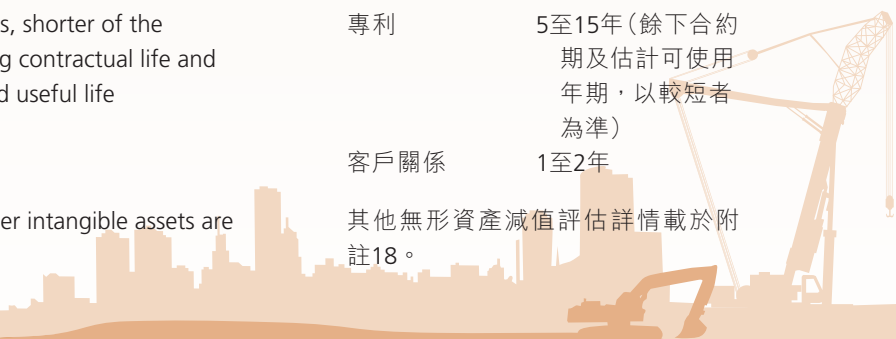 s, shorter of the
g contractual life and
d useful life
er intangible assets are
專利 5至15年（餘下合約
期及估計可使用
年期，以較短者
為準）
客戶關係 1至2年
其他無形資產減值評估詳情載於附
註18。